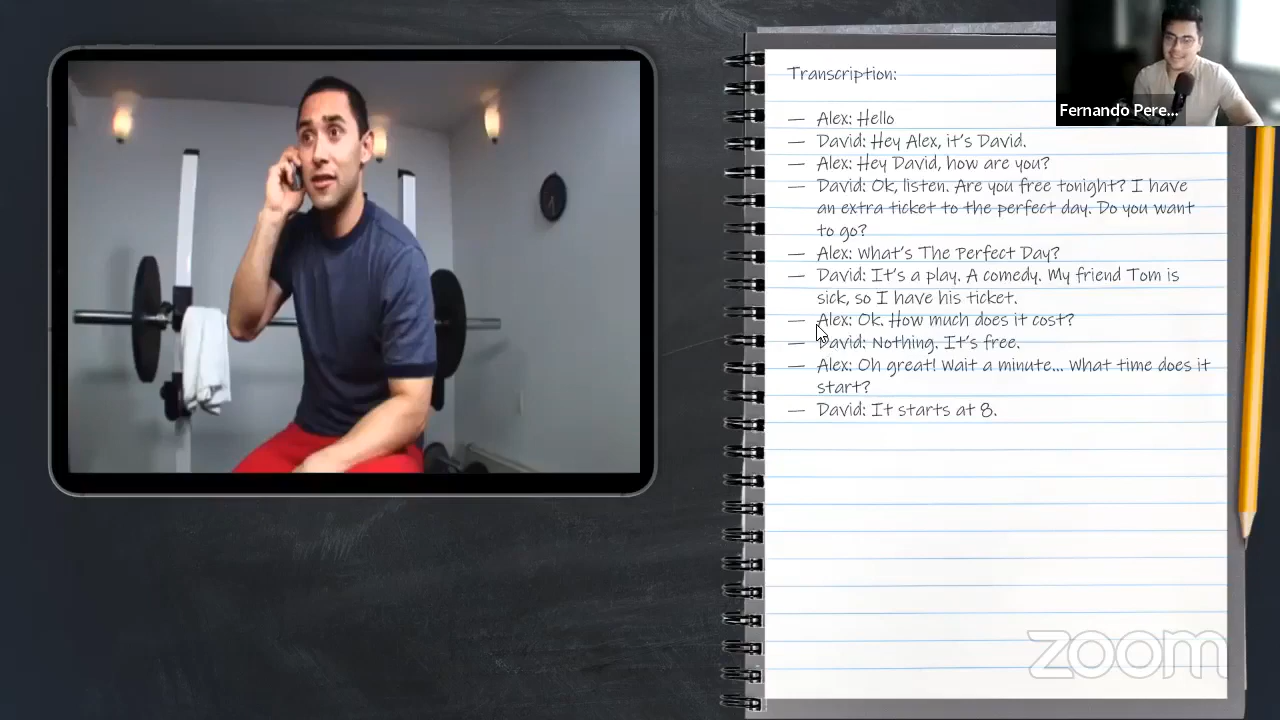 Transcription:
Fernando Pere...
— Alex: Hello
— David: Hey Alex, it's David.
— Alex: Hey David, how are you?
— David: Ok, listen. Are you free tonight? I have
an extra ticket to the perfect day. Do you want
to go?
— Alex: What's The Perfect Day?
— David: It's a play. A comedy. My friend Tom is
sick, so I have his ticket.
— Alex: Ok. How much does it cost?
— David: Nothing. It's free.
— Alex: Oh great! Wait a minute... What time does it
start?
— David: It starts at 8.
zoom